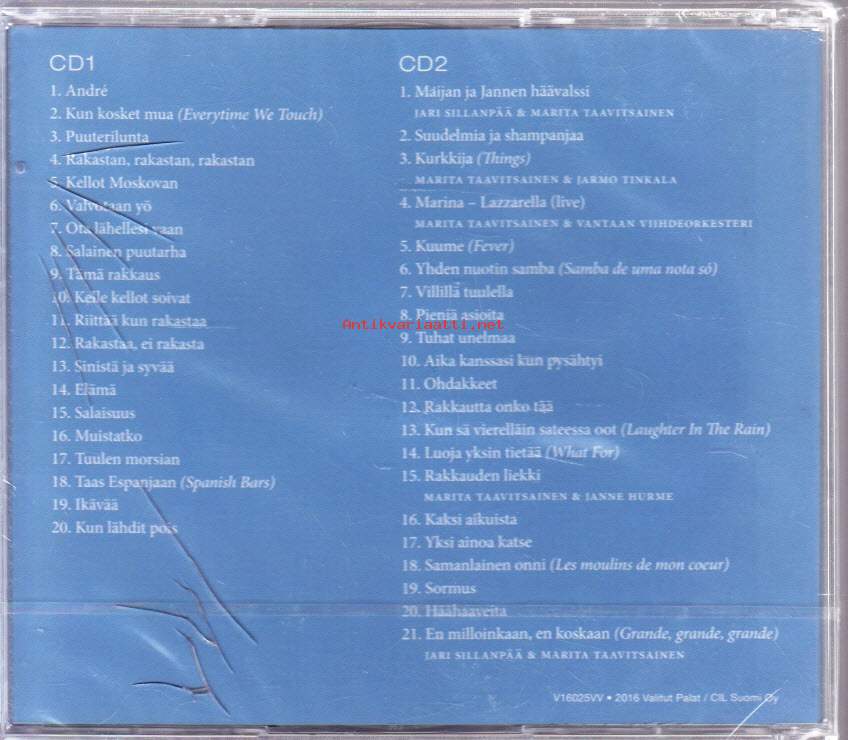 CD1
1. André
2. Kun kosket mua (Everytime We Touch)
3. Puuterilunta
4. Rakastan, rakastan, rakastan
5. Kellot Moskovan
6. Valvotaan yö
7. Ota lähellesi vaan
8. Salainen puutarha
9. Tämä rakkaus
10. Keile kellot soivat
11. Riittää kun rakastaa
12. Rakastaa, ei rakasta
13. Sinistä ja syvää
14. Elämä
15. Salaisuus
16. Muistatko
17. Tuulen morsian
18. Taas Espanjaan (Spanish Bars)
19. Ikävää
20. Kun lähdit pois
CD2
1. Maijan ja Jannen häävalssi
JARI SILLANPÄÄ & MARITA TAAVITSAINEN
2. Suudelmia ja shampanjaa
3. Kurkkija (Things)
MARITA TAAVITSAINEN & JARMO TINKALA
4. Marina – Lazzarella (live)
MARITA TAAVITSAINEN & VANTAAN VIIHDEORKESTERI
5. Kuume (Fever)
6. Yhden nuotin samba (Samba de uma nota só)
7. Villillä tuulella
8. Pieniä asioita
9. Tuhat unelmaa
10. Aika kanssasi kun pysähtyi
11. Ohdakkeet
12. Rakkautta onko tää
13. Kun sä vierelläin sateessa oot (Laughter In The Rain)
14. Luoja yksin tietää (What For)
15. Rakkauden liekki
MARITA TAAVITSAINEN & JANNE HURME
16. Kaksi aikuista
17. Yksi ainoa katse
18. Samanlainen onni (Les moulins de mon coeur)
19. Sormus
20. Häähaaveita
21. En milloinkaan, en koskaan (Grande, grande, grande)
JARI SILLANPÄÄ & MARITA TAAVITSAINEN
V16025VV • 2016 Valitut Palat / CIL Suomi Oy
Antikvariaatti.net